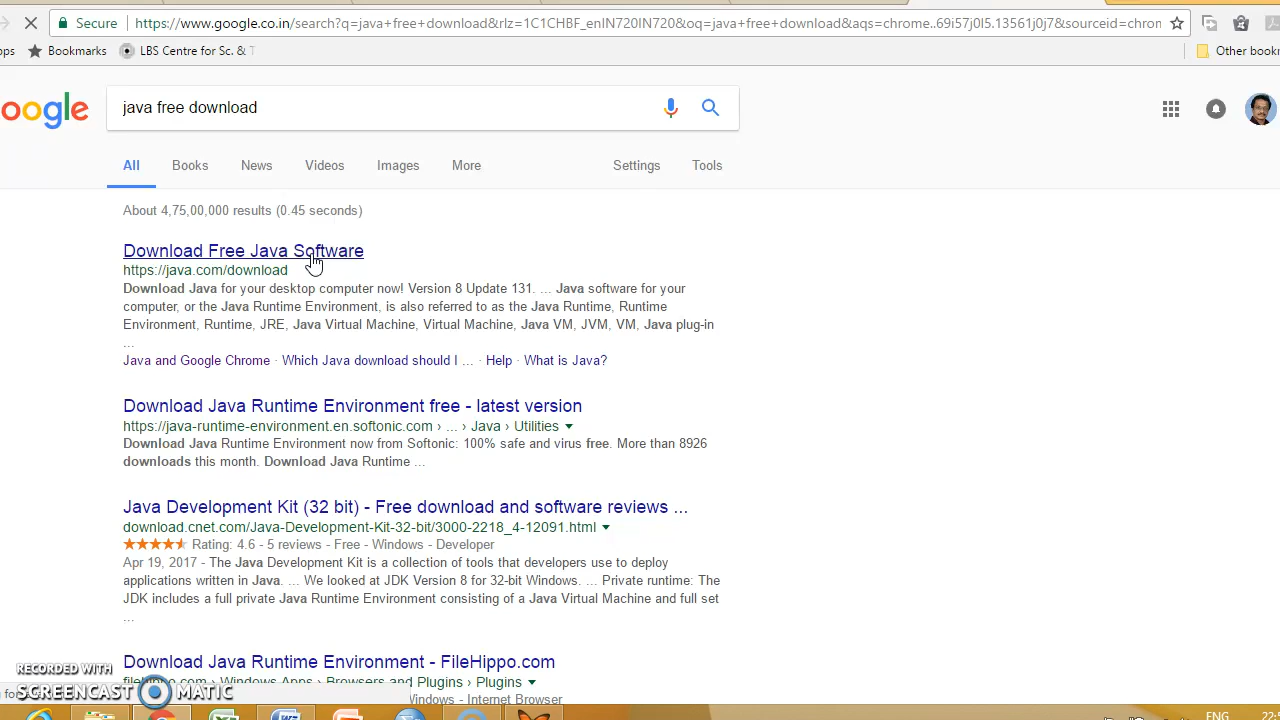 Secure https://www.google.co.in/search?q=java+free+download&rlz=1C1CHBF_enIN720IN720&oq=java+free+download&aqs=chrome..69i57j0l5.13561j0j7&sourceid=chrom
Bookmarks LBS Centre for Sc. & T Other bookm
oogle java free download
All Books News Videos Images More Settings Tools
About 4,75,00,000 results (0.45 seconds)
Download Free Java Software
https://java.com/download
Download Java for your desktop computer now! Version 8 Update 131. ... Java software for your
computer, or the Java Runtime Environment, is also referred to as the Java Runtime, Runtime
Environment, Runtime, JRE, Java Virtual Machine, Virtual Machine, Java VM, JVM, VM, Java plug-in
...
Java and Google Chrome · Which Java download should I ... · Help · What is Java?
Download Java Runtime Environment free - latest version
https://java-runtime-environment.en.softonic.com › ... › Java › Utilities
Download Java Runtime Environment now from Softonic: 100% safe and virus free. More than 8926
downloads this month. Download Java Runtime ...
Java Development Kit (32 bit) - Free download and software reviews ...
download.cnet.com/Java-Development-Kit-32-bit/3000-2218_4-12091.html
Rating: 4.6 - 5 reviews - Free - Windows - Developer
Apr 19, 2017 - The Java Development Kit is a collection of tools that developers use to deploy
applications written in Java. ... We looked at JDK Version 8 for 32-bit Windows. ... Private runtime: The
JDK includes a full private Java Runtime Environment consisting of a Java Virtual Machine and full set
...
Download Java Runtime Environment - FileHippo.com
filehippo.com › Windows Apps › Browsers and Plugins › Plugins
Windows - Internet Browser
RECORDED WITH
SCREENCAST MATIC
ENG